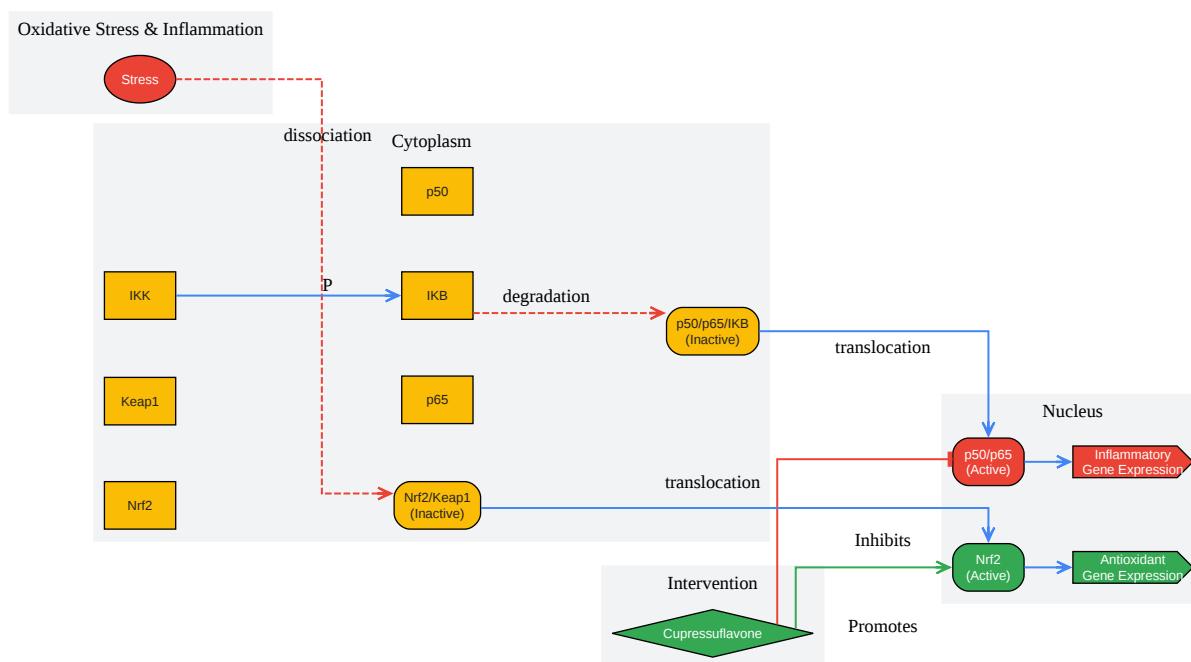 Oxidative Stress & Inflammation
Stress
dissociation
Cytoplasm
p50
IKK
P
IKB
degradation
p50/p65/IKB
(Inactive)
translocation
Keap1
p65
Nucleus
p50/p65
(Active)
Inflammatory
Gene Expression
Nrf2
Nrf2/Keap1
(Inactive)
translocation
Inhibits
Nrf2
(Active)
Antioxidant
Gene Expression
Intervention
Cupressuflavone
Promotes